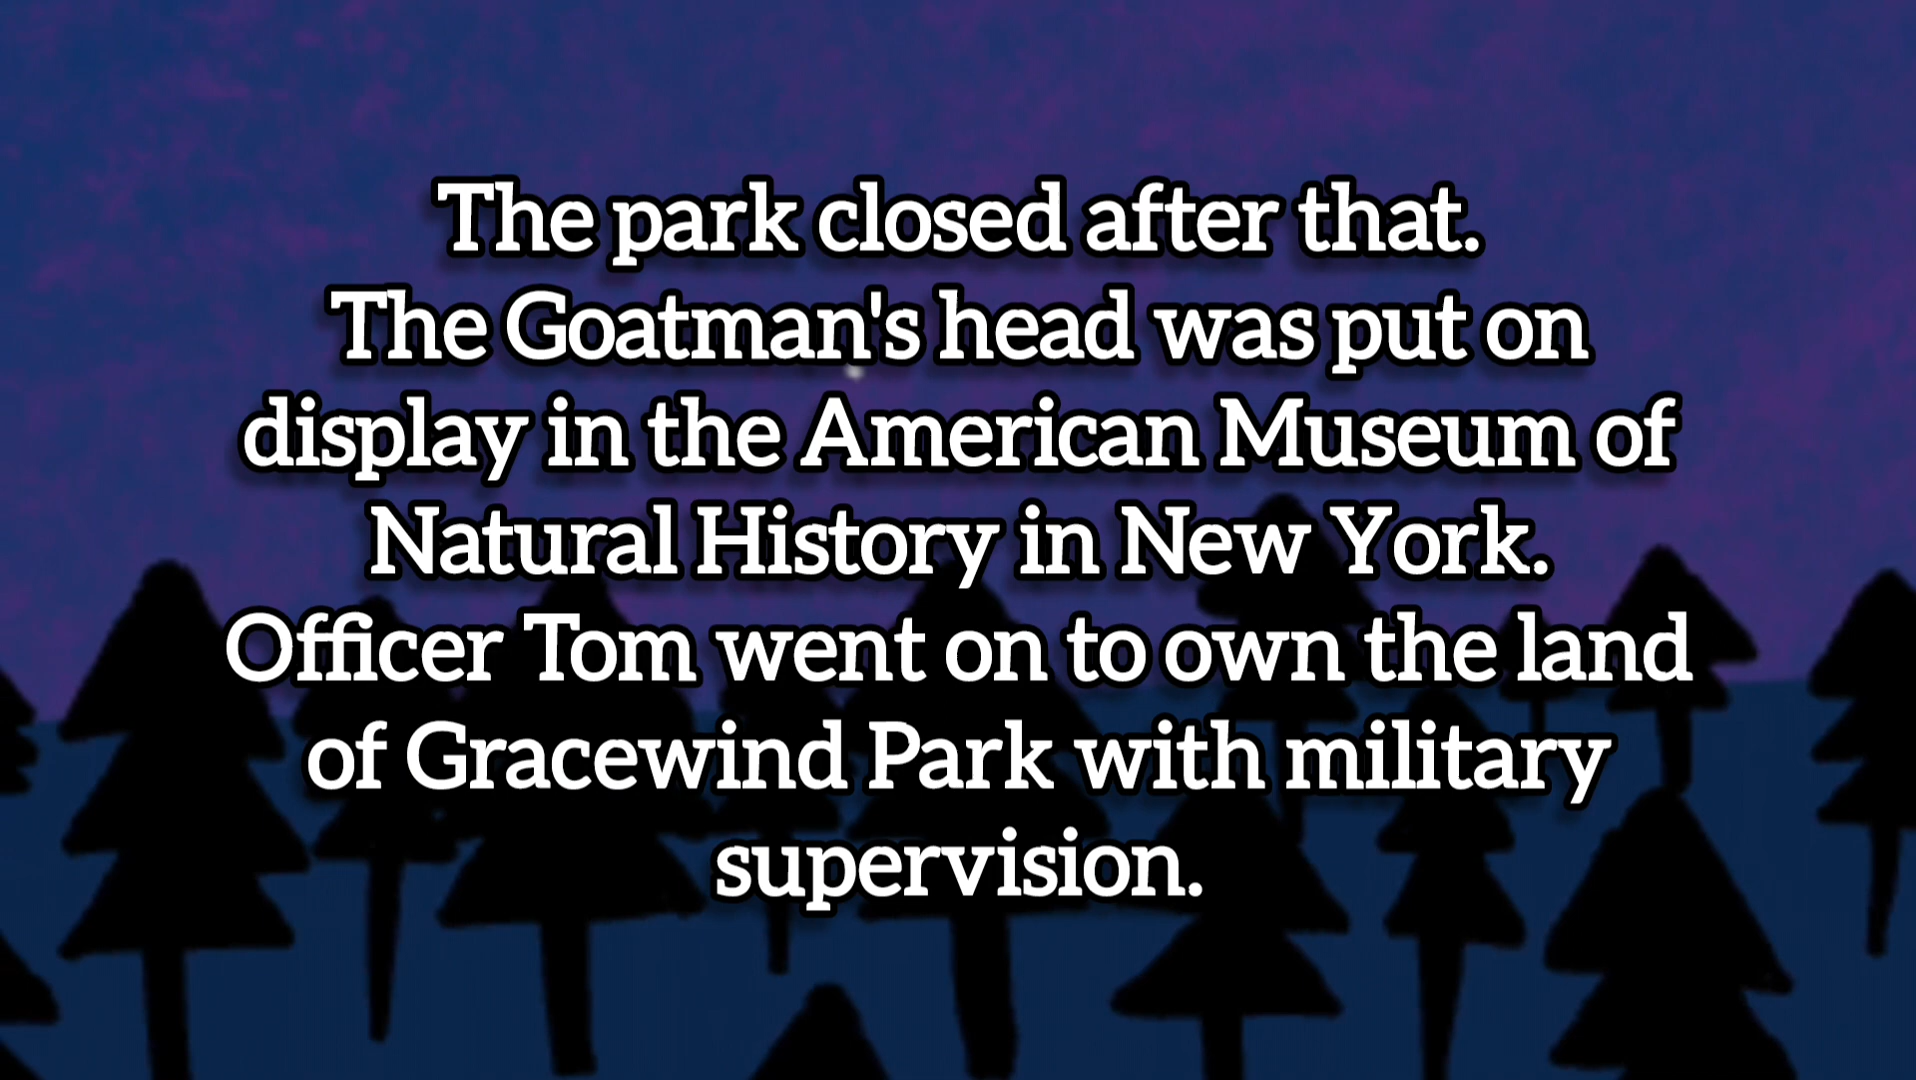 The park closed after that.
The Goatman's head was put on
display in the American Museum of
Natural History in New York.
Officer Tom went on to own the land
of Gracewind Park with military
supervision.